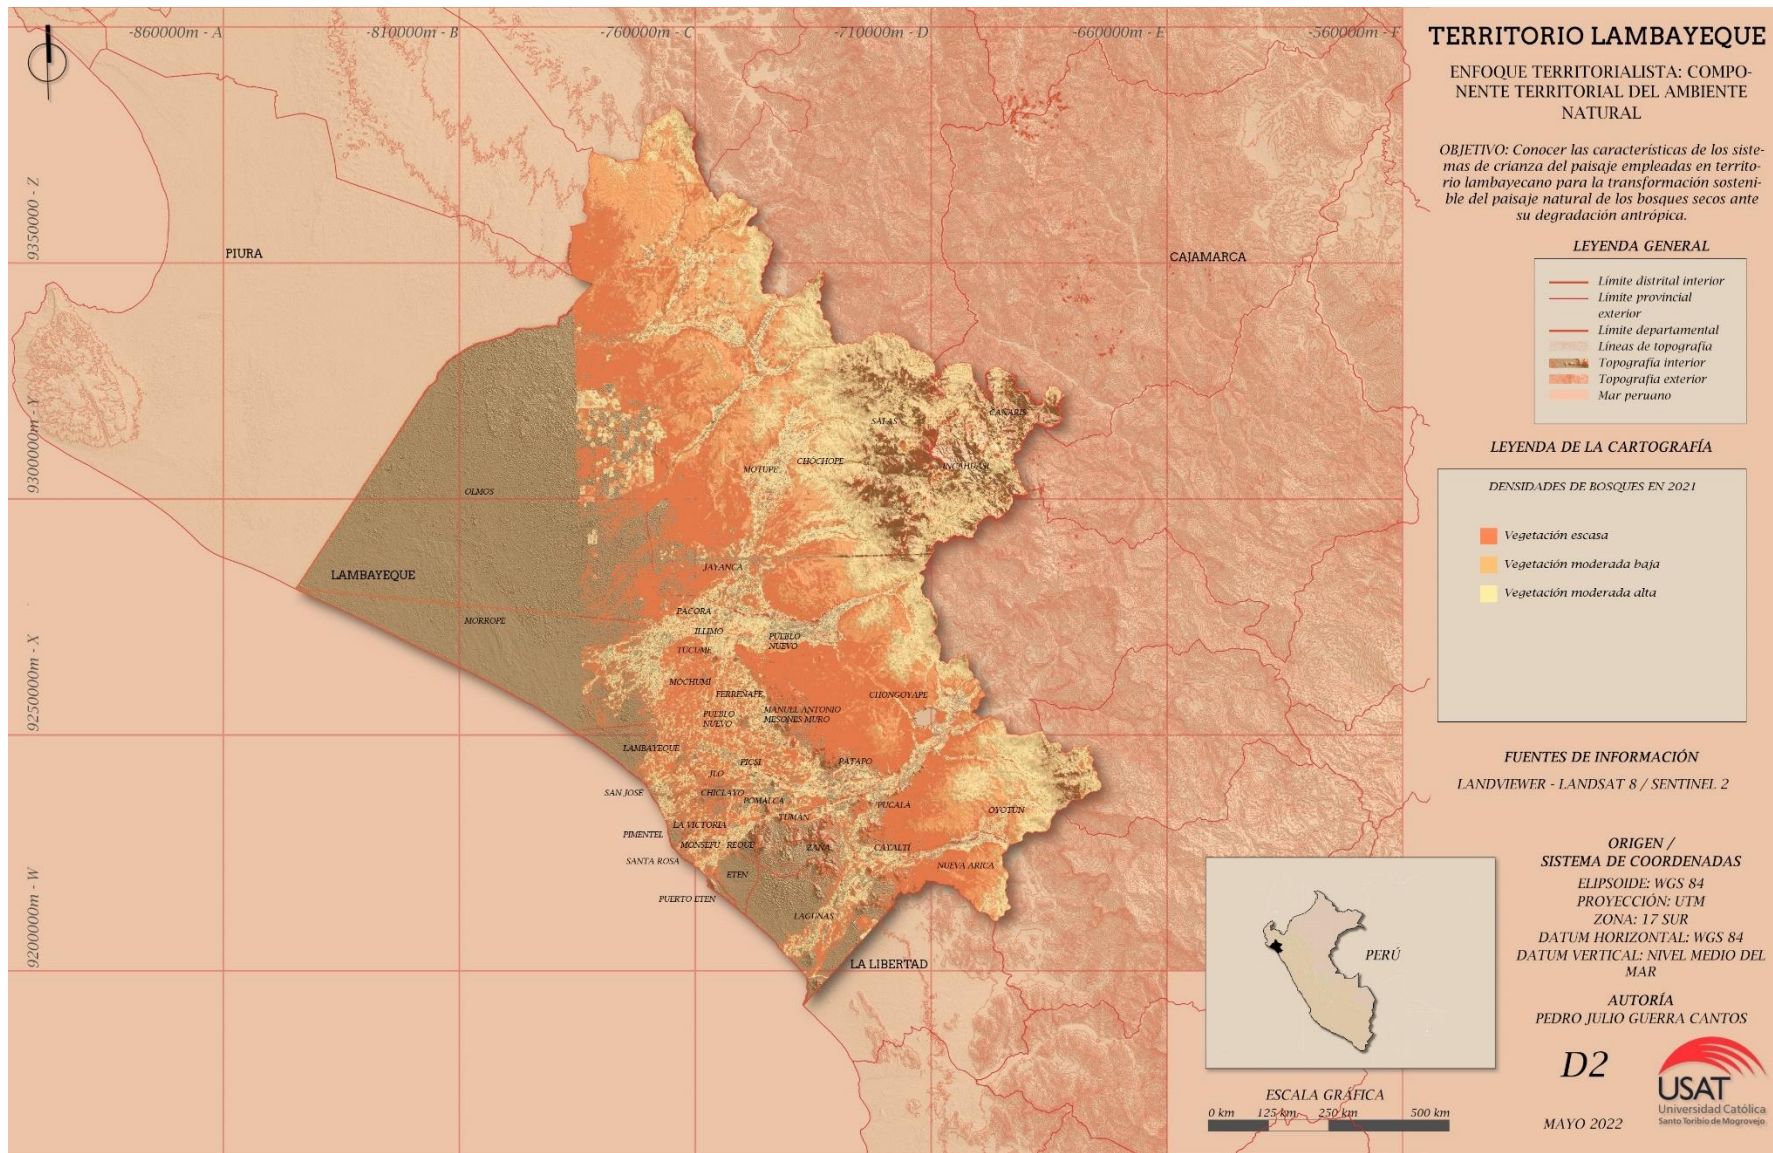 -860000m - A
-810000m - B
-760000m - C
-710000m - D
-660000m - E
-560000m - F
9350000 - Z
9300000m - Y
9250000m - X
9200000m - W
PIURA
CAJAMARCA
LAMBAYEQUE
LA LIBERTAD
OLMOS
MORROPE
SALAS
CAÑARIS
INCAHUASI
MOTUPE
CHOCHOPE
JAYANCA
PACORA
ILLIMO
TUCUME
PUEBLO
NUEVO
MOCHUMÍ
FERREÑAFE
PUEBLO
NUEVO
MANUEL ANTONIO
MESONES MURO
CHONGOYAPE
LAMBAYEQUE
PICSI
PATAPO
JLO
SAN JOSE
CHICLAYO
POMALCA
PUCALÁ
OYOTÚN
TUMÁN
LA VICTORIA
PIMENTEL
MONSEFU
REQUE
ZAÑA
CAYALTÍ
SANTA ROSA
NUEVA ARICA
ETEN
PUERTO ETEN
LAGUNAS
TERRITORIO LAMBAYEQUE
ENFOQUE TERRITORIALISTA: COMPO-
NENTE TERRITORIAL DEL AMBIENTE
NATURAL
OBJETIVO: Conocer las características de los siste-
mas de crianza del paisaje empleadas en territo-
rio lambayecano para la transformación sosteni-
ble del paisaje natural de los bosques secos ante
su degradación antrópica.
LEYENDA GENERAL
Límite distrital interior
Límite provincial
exterior
Límite departamental
Líneas de topografía
Topografía interior
Topografía exterior
Mar peruano
LEYENDA DE LA CARTOGRAFÍA
DENSIDADES DE BOSQUES EN 2021
Vegetación escasa
Vegetación moderada baja
Vegetación moderada alta
FUENTES DE INFORMACIÓN
LANDVIEWER - LANDSAT 8 / SENTINEL 2
ORIGEN /
SISTEMA DE COORDENADAS
ELIPSOIDE: WGS 84
PROYECCIÓN: UTM
ZONA: 17 SUR
DATUM HORIZONTAL: WGS 84
DATUM VERTICAL: NIVEL MEDIO DEL
MAR
AUTORÍA
PEDRO JULIO GUERRA CANTOS
D2
MAYO 2022
USAT
Universidad Católica
Santo Toribio de Mogrovejo
PERÚ
ESCALA GRÁFICA
0 km 125 km 250 km 500 km